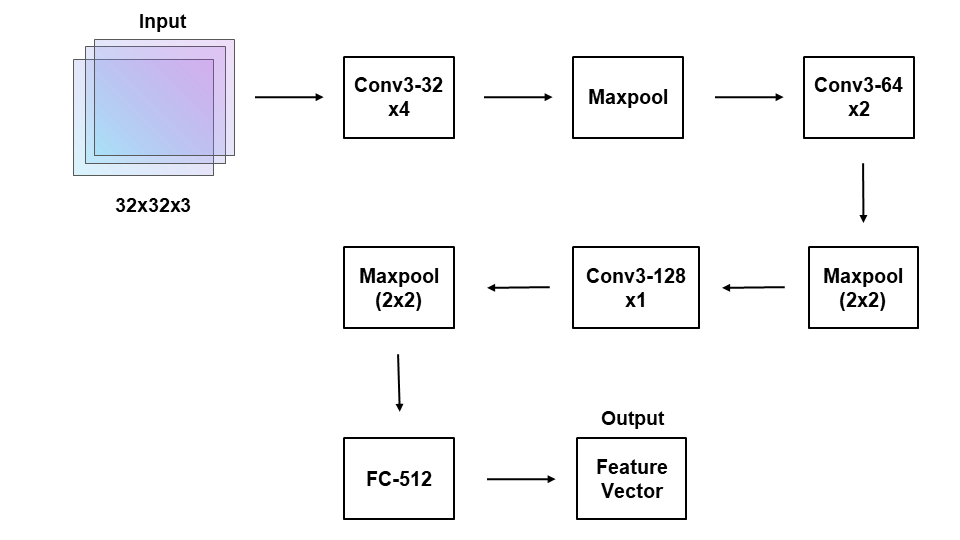 Input
32x32x3
Conv3-32
x4
Maxpool
Conv3-64
x2
Maxpool
(2x2)
Conv3-128
x1
Maxpool
(2x2)
FC-512
Output
Feature
Vector